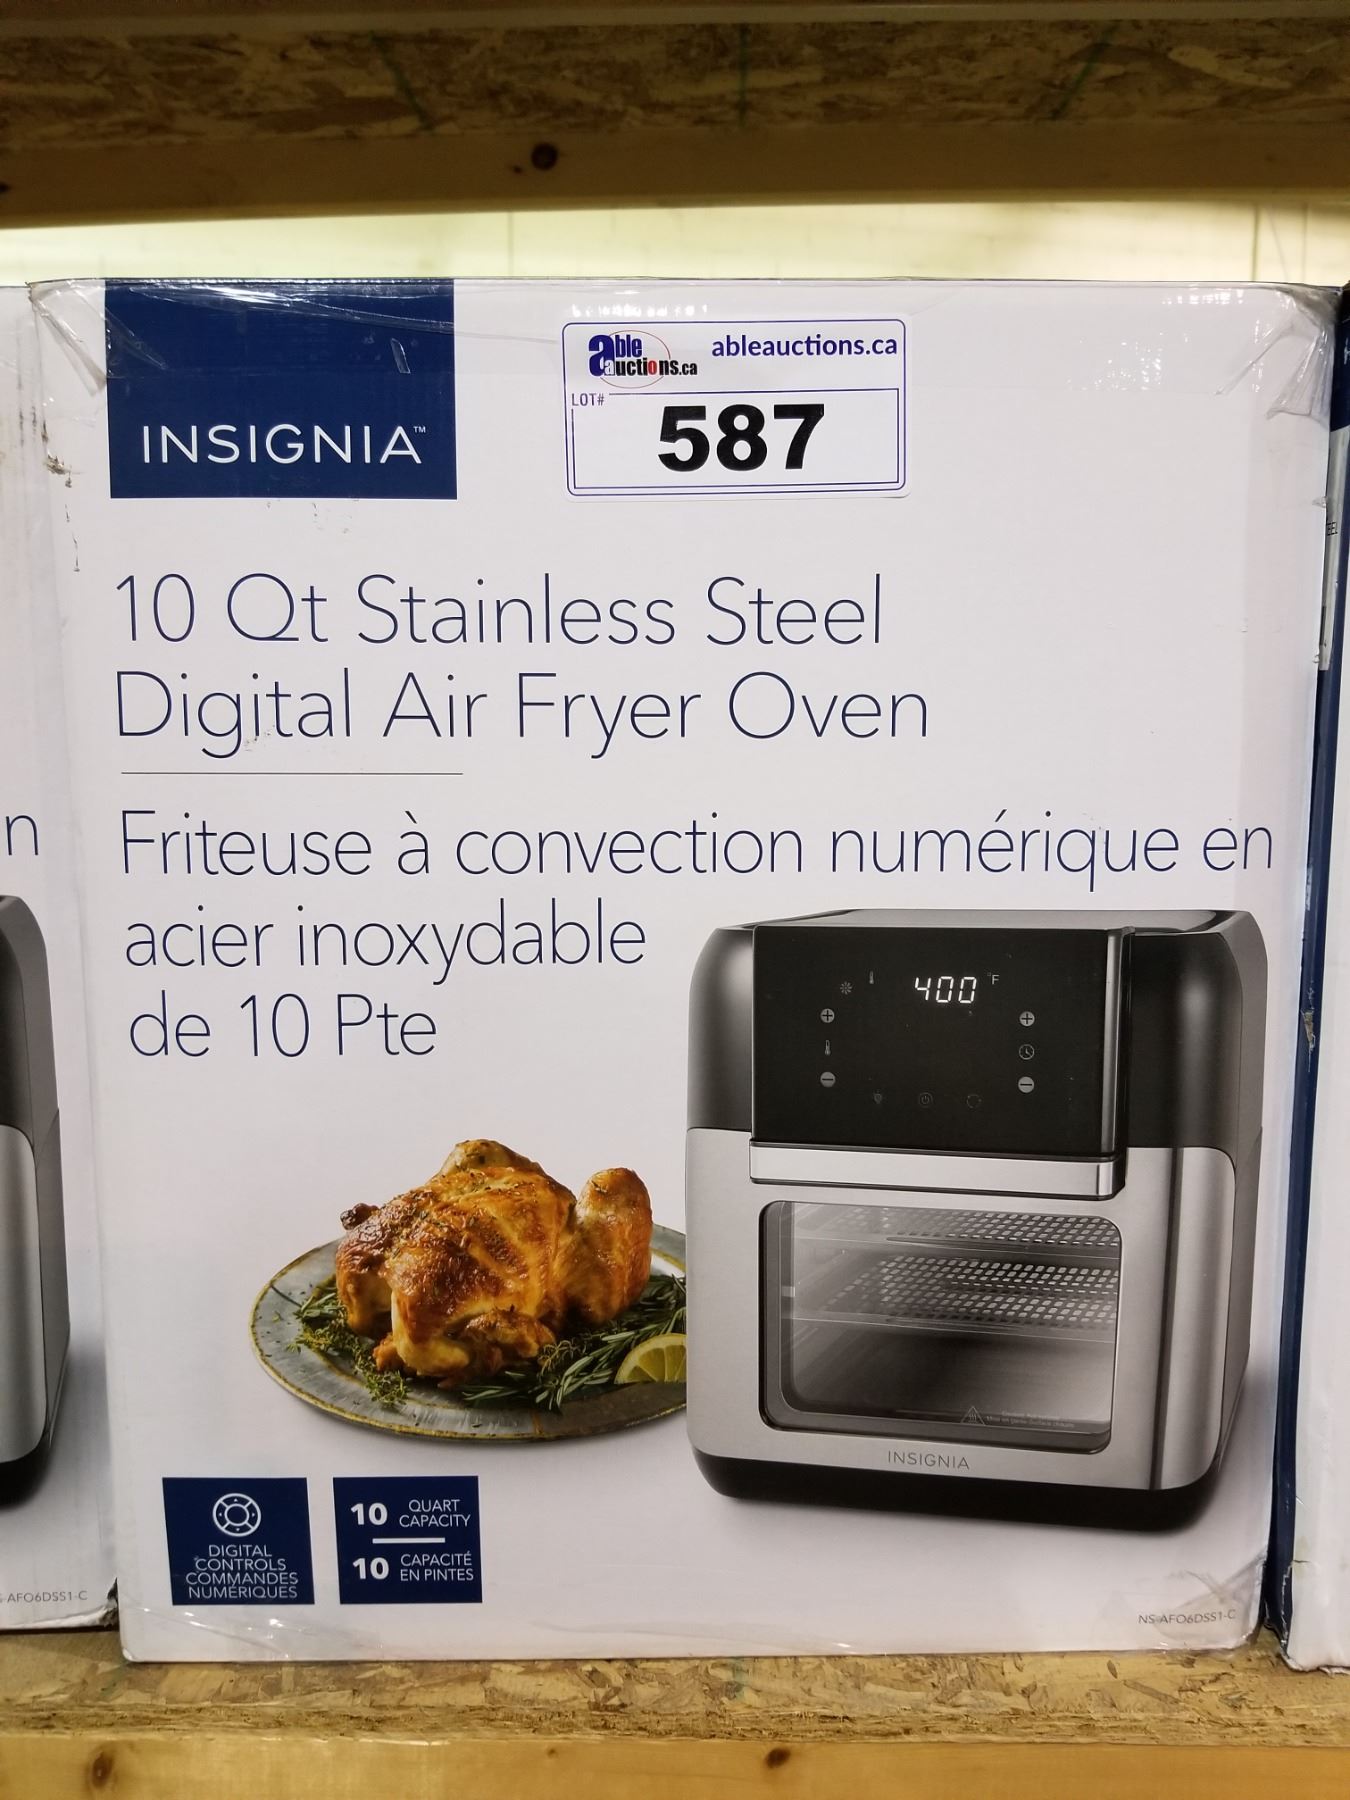 INSIGNIA™
able auctions.ca
ableauctions.ca
LOT#
587
10 Qt Stainless Steel
Digital Air Fryer Oven
n
Friteuse à convection numérique en
acier inoxydable
de 10 Pte
400 °F
INSIGNIA
DIGITAL
CONTROLS
COMMANDES
NUMÉRIQUES
10 QUART
CAPACITY
10 CAPACITÉ
EN PINTES
-AFO6DSS1-C
NS-AFO6DSS1-C